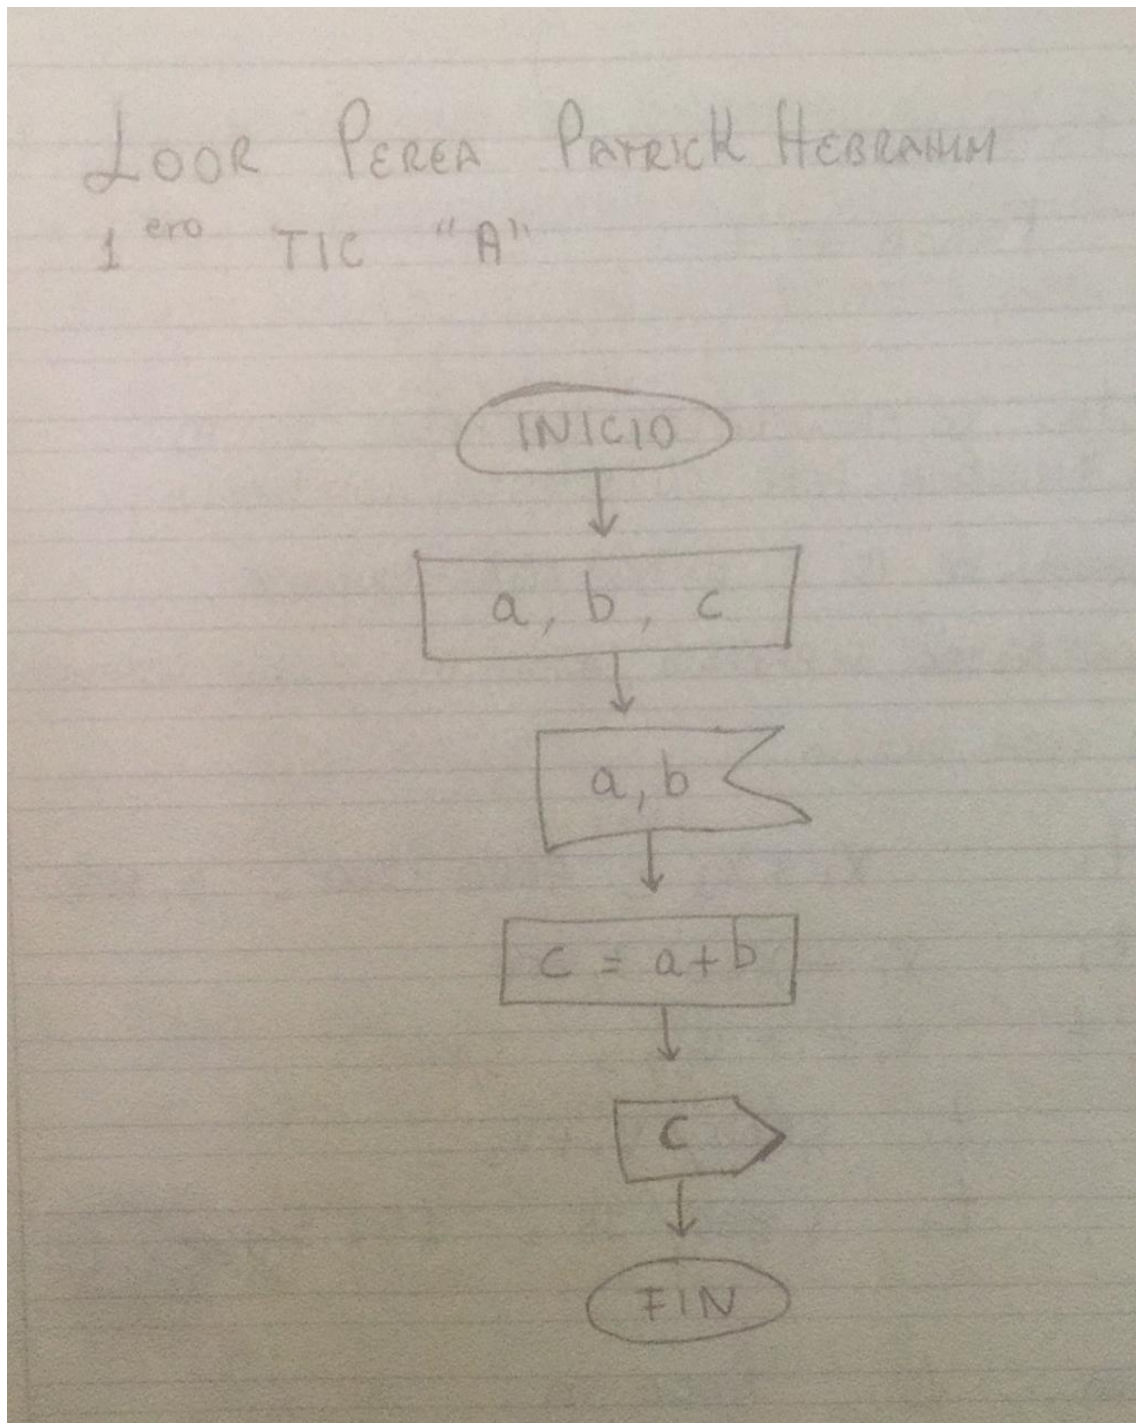 LOOR PEREA PATRICK HEBRAHIM
1ero TIC "A"
INICIO
a, b, c
a, b
c = a+b
c
FIN